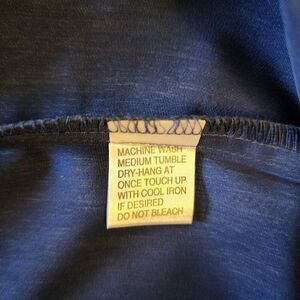 MACHINE WASH
MEDIUM TUMBLE
DRY-HANG AT
ONCE TOUCH UP
WITH COOL IRON
IF DESIRED
DO NOT BLEACH